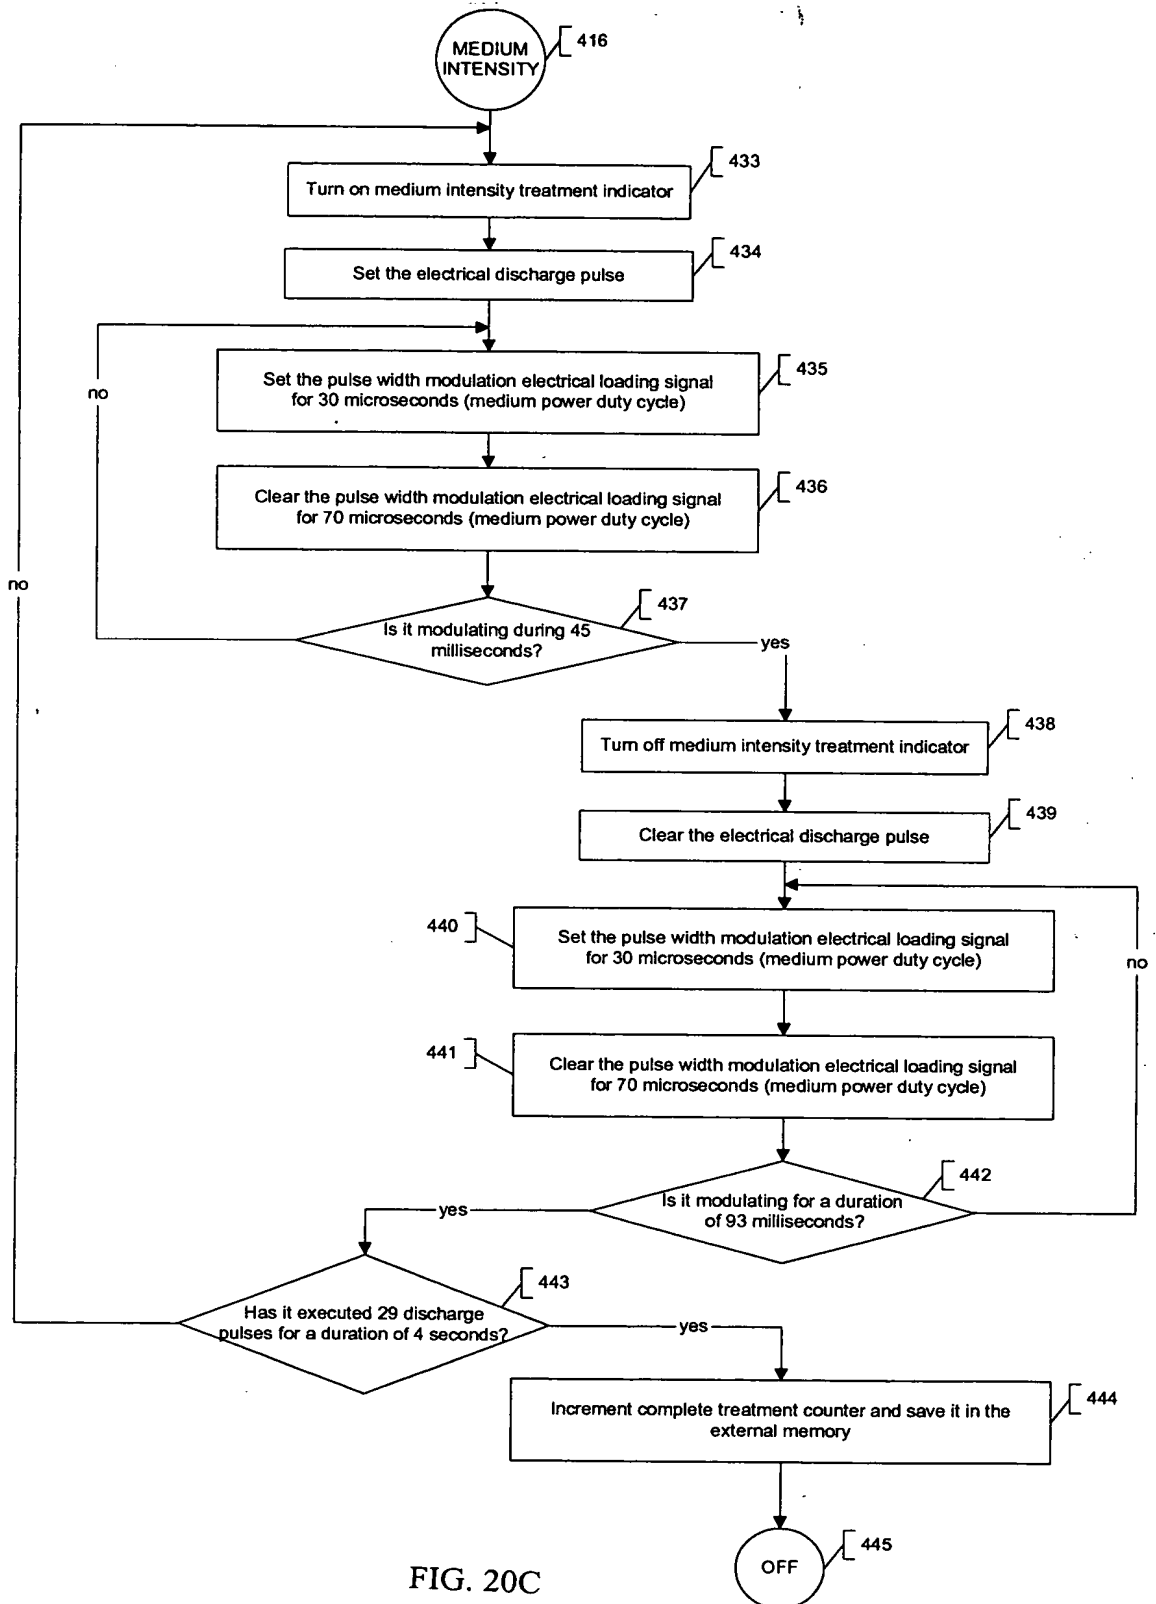 MEDIUM
INTENSITY
416
433
Turn on medium intensity treatment indicator
434
Set the electrical discharge pulse
435
Set the pulse width modulation electrical loading signal
for 30 microseconds (medium power duty cycle)
no
436
Clear the pulse width modulation electrical loading signal
for 70 microseconds (medium power duty cycle)
no
437
Is it modulating during 45
milliseconds?
yes
438
Turn off medium intensity treatment indicator
439
Clear the electrical discharge pulse
440
Set the pulse width modulation electrical loading signal
for 30 microseconds (medium power duty cycle)
no
441
Clear the pulse width modulation electrical loading signal
for 70 microseconds (medium power duty cycle)
442
Is it modulating for a duration
of 93 milliseconds?
yes
443
Has it executed 29 discharge
pulses for a duration of 4 seconds?
yes
444
Increment complete treatment counter and save it in the
external memory
445
OFF
FIG. 20C